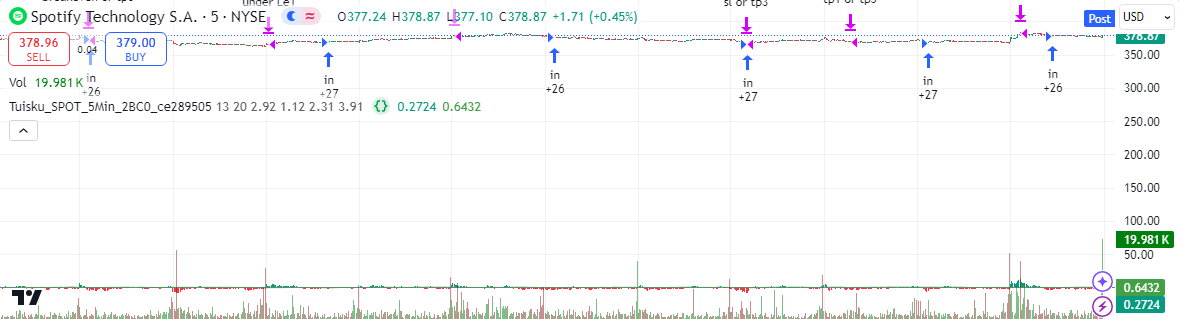 Breakeven or tp1
under Le1
sl or tp3
tp1 or tp3
Spotify Technology S.A. · 5 · NYSE
O377.24 H378.87 L377.10 C378.87 +1.71 (+0.45%)
Post
USD
378.87
378.96
SELL
0.04
379.00
BUY
350.00
Vol 19.981 K
in
+26
in
+27
in
+26
in
+27
in
+27
in
+26
300.00
Tuisku_SPOT_5Min_2BC0_ce289505 13 20 2.92 1.12 2.31 3.91 {} 0.2724 0.6432
250.00
200.00
150.00
100.00
19.981 K
50.00
0.6432
0.2724